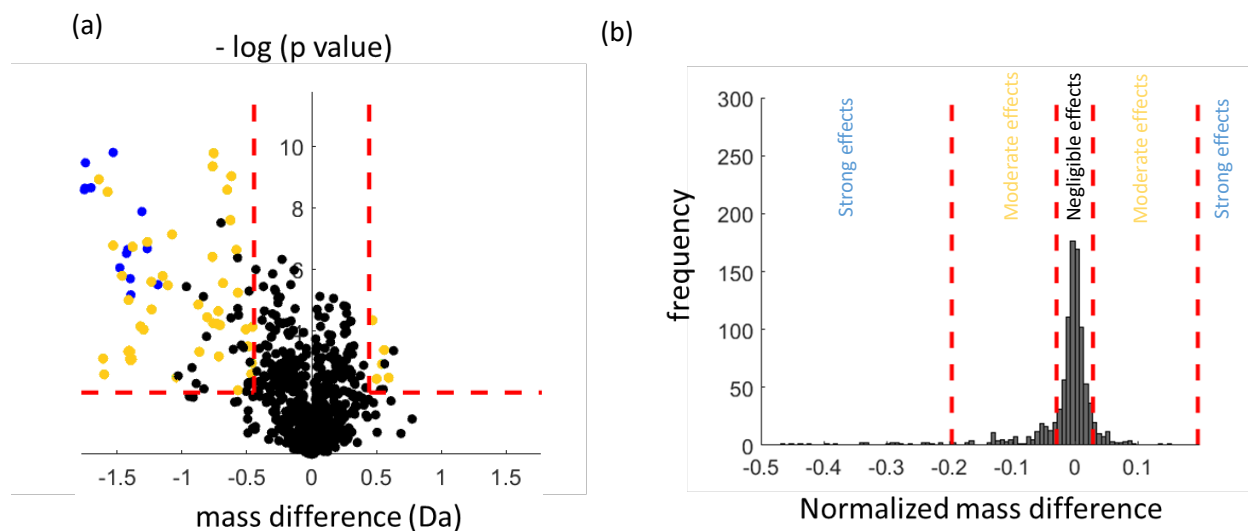 (a)
- log (p value)
10
8
6
-1.5
-1
-0.5
0
0.5
1
1.5
mass difference (Da)
(b)
Strong effects
Moderate effects
Negligible effects
Moderate effects
Strong effects
frequency
300
250
200
150
100
50
0
-0.5
-0.4
-0.3
-0.2
-0.1
0
0.1
Normalized mass difference